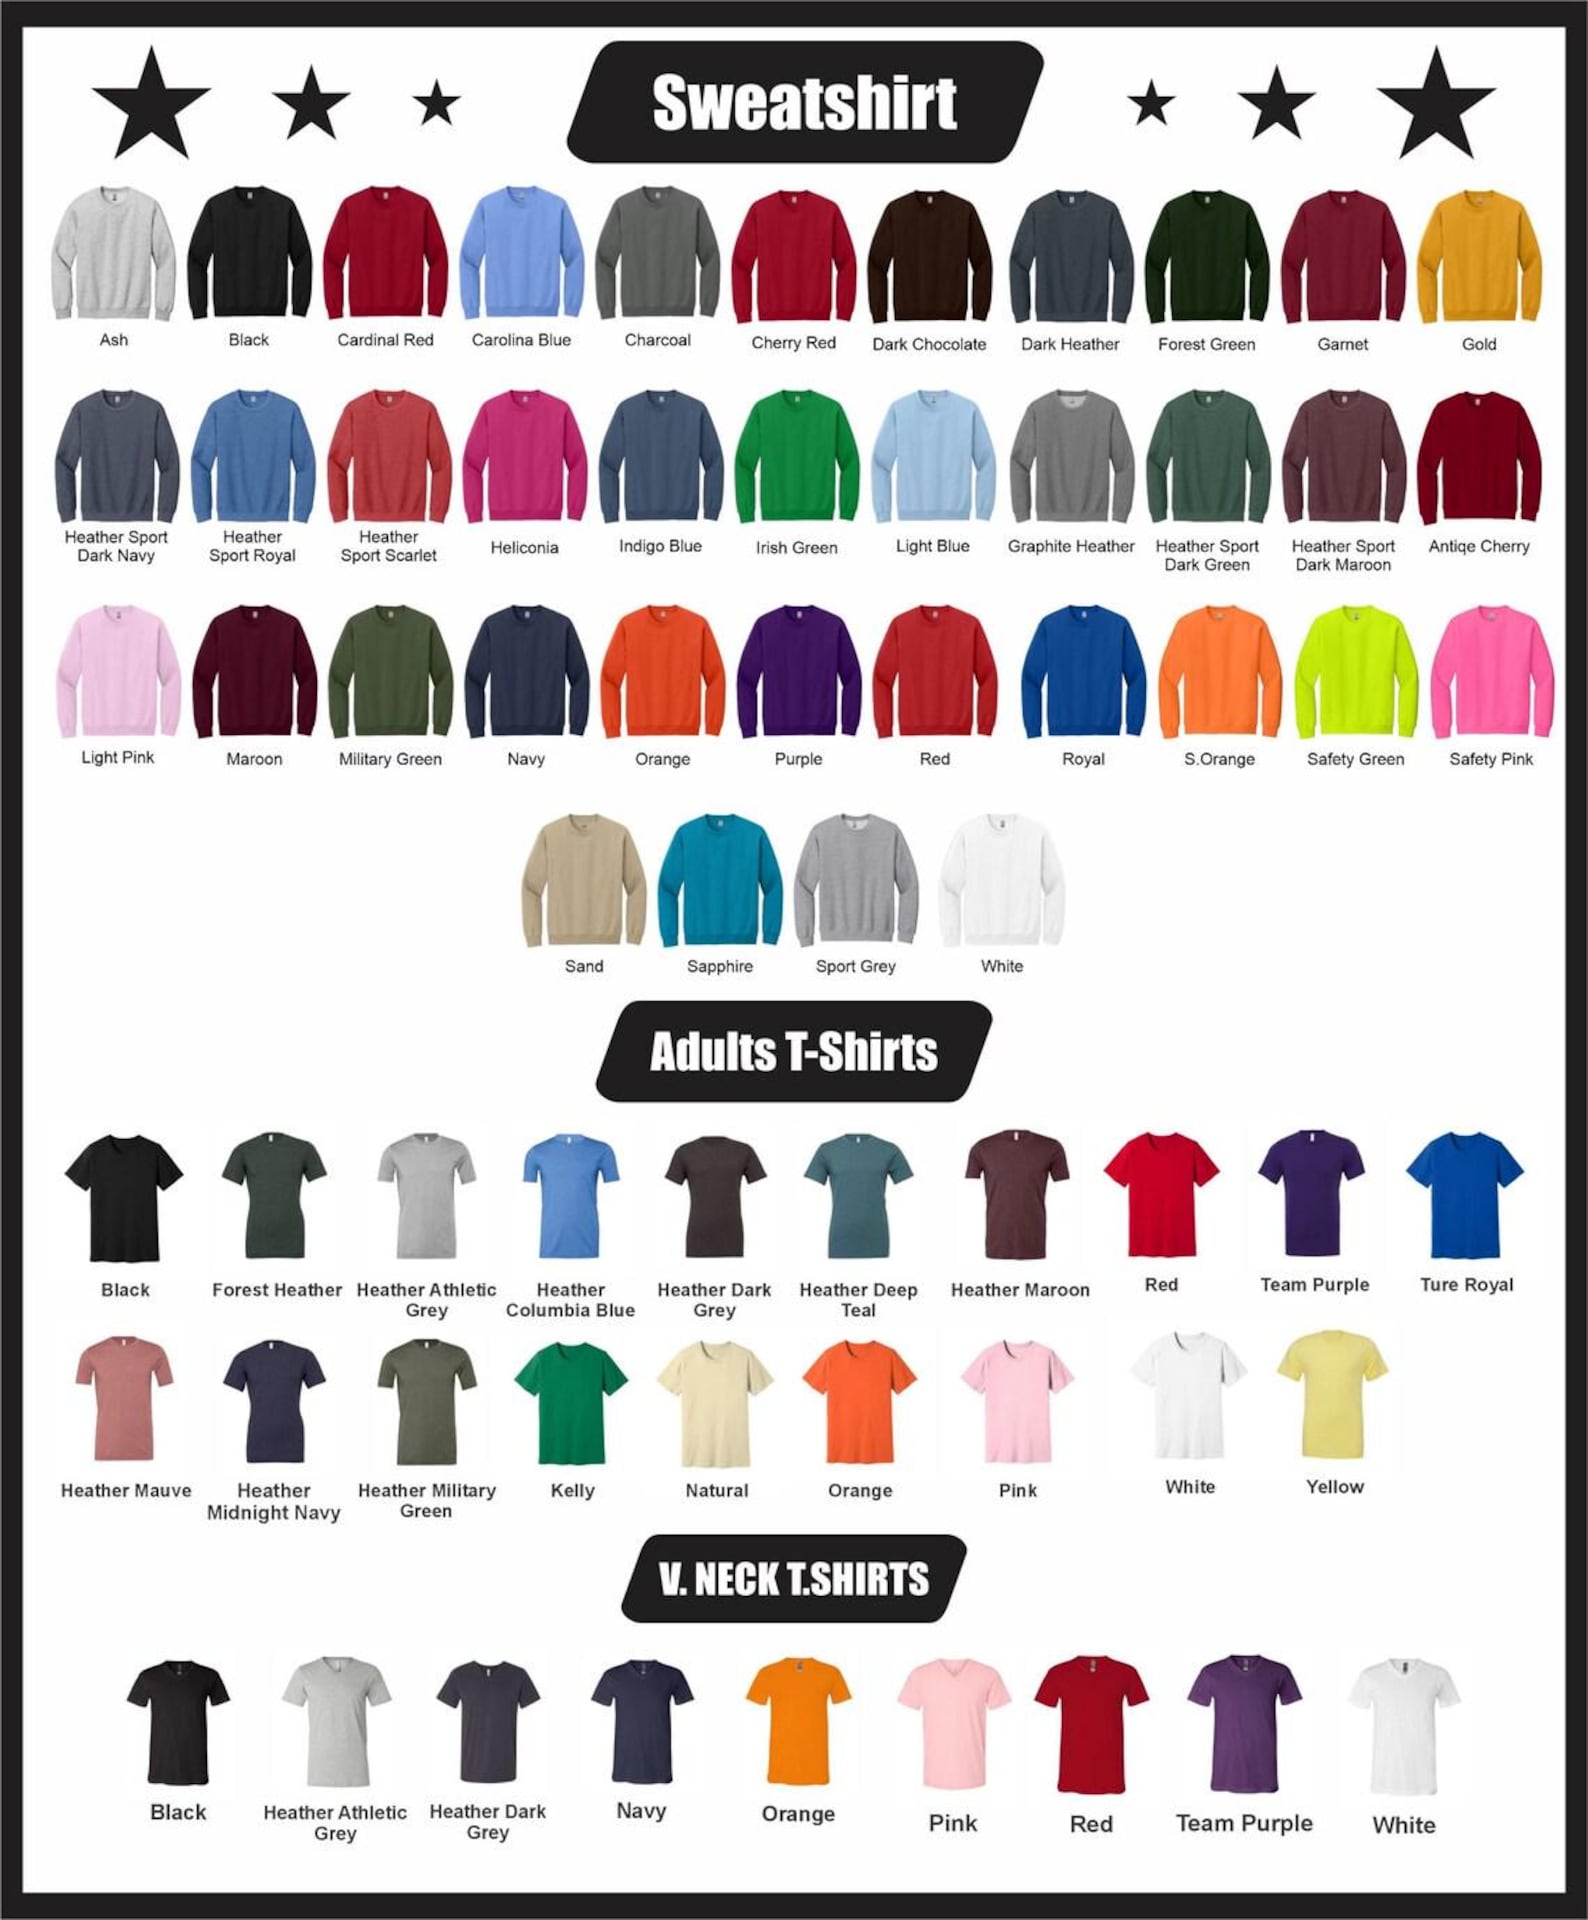 Sweatshirt
Ash
Black
Cardinal Red
Carolina Blue
Charcoal
Cherry Red
Dark Chocolate
Dark Heather
Forest Green
Garnet
Gold
Heather Sport
Dark Navy
Heather
Sport Royal
Heather
Sport Scarlet
Heliconia
Indigo Blue
Irish Green
Light Blue
Graphite Heather
Heather Sport
Dark Green
Heather Sport
Dark Maroon
Antiqe Cherry
Light Pink
Maroon
Military Green
Navy
Orange
Purple
Red
Royal
S.Orange
Safety Green
Safety Pink
Sand
Sapphire
Sport Grey
White
Adults T-Shirts
Black
Forest Heather
Heather Athletic
Grey
Heather
Columbia Blue
Heather Dark
Grey
Heather Deep
Teal
Heather Maroon
Red
Team Purple
Ture Royal
Heather Mauve
Heather
Midnight Navy
Heather Military
Green
Kelly
Natural
Orange
Pink
White
Yellow
V. NECK T.SHIRTS
Black
Heather Athletic
Grey
Heather Dark
Grey
Navy
Orange
Pink
Red
Team Purple
White